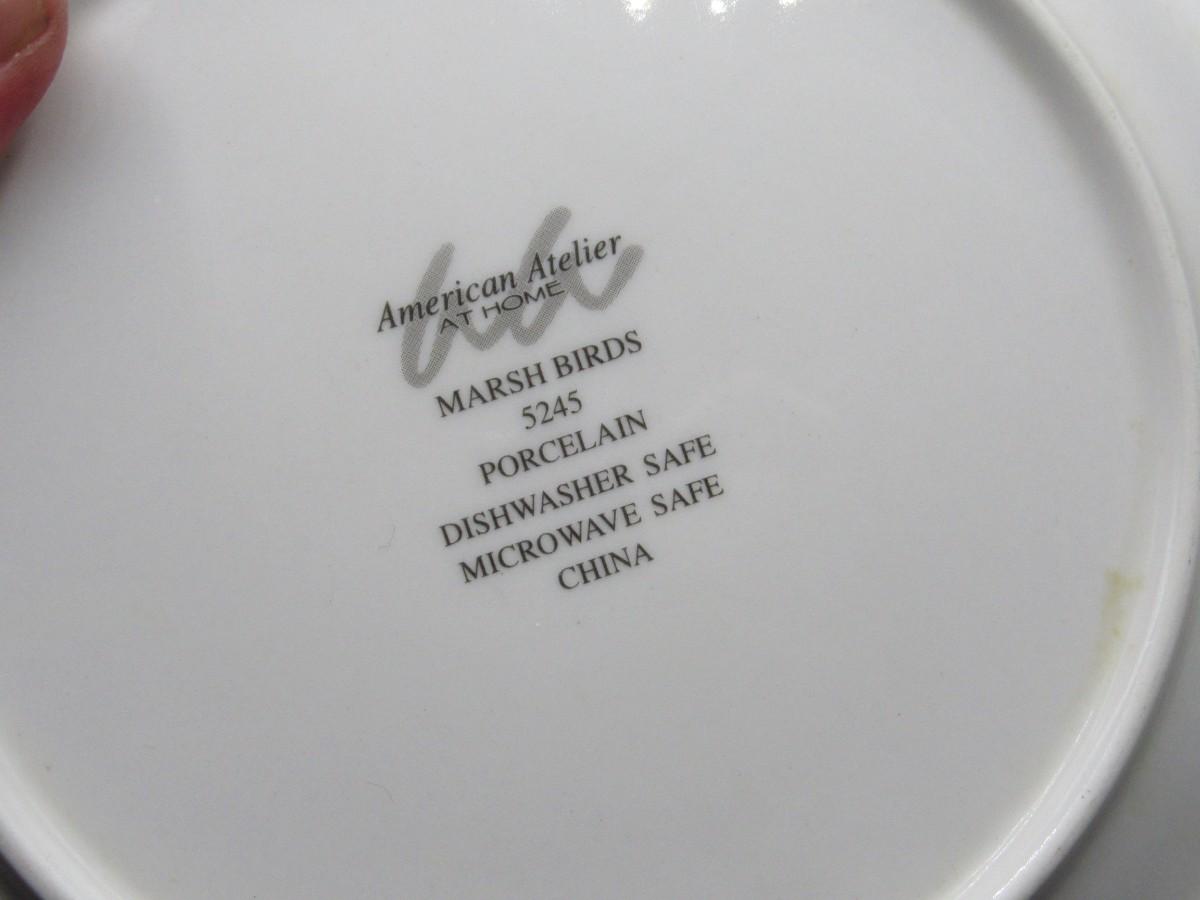 American Atelier
AT HOME
MARSH BIRDS
5245
PORCELAIN
DISHWASHER SAFE
MICROWAVE SAFE
CHINA